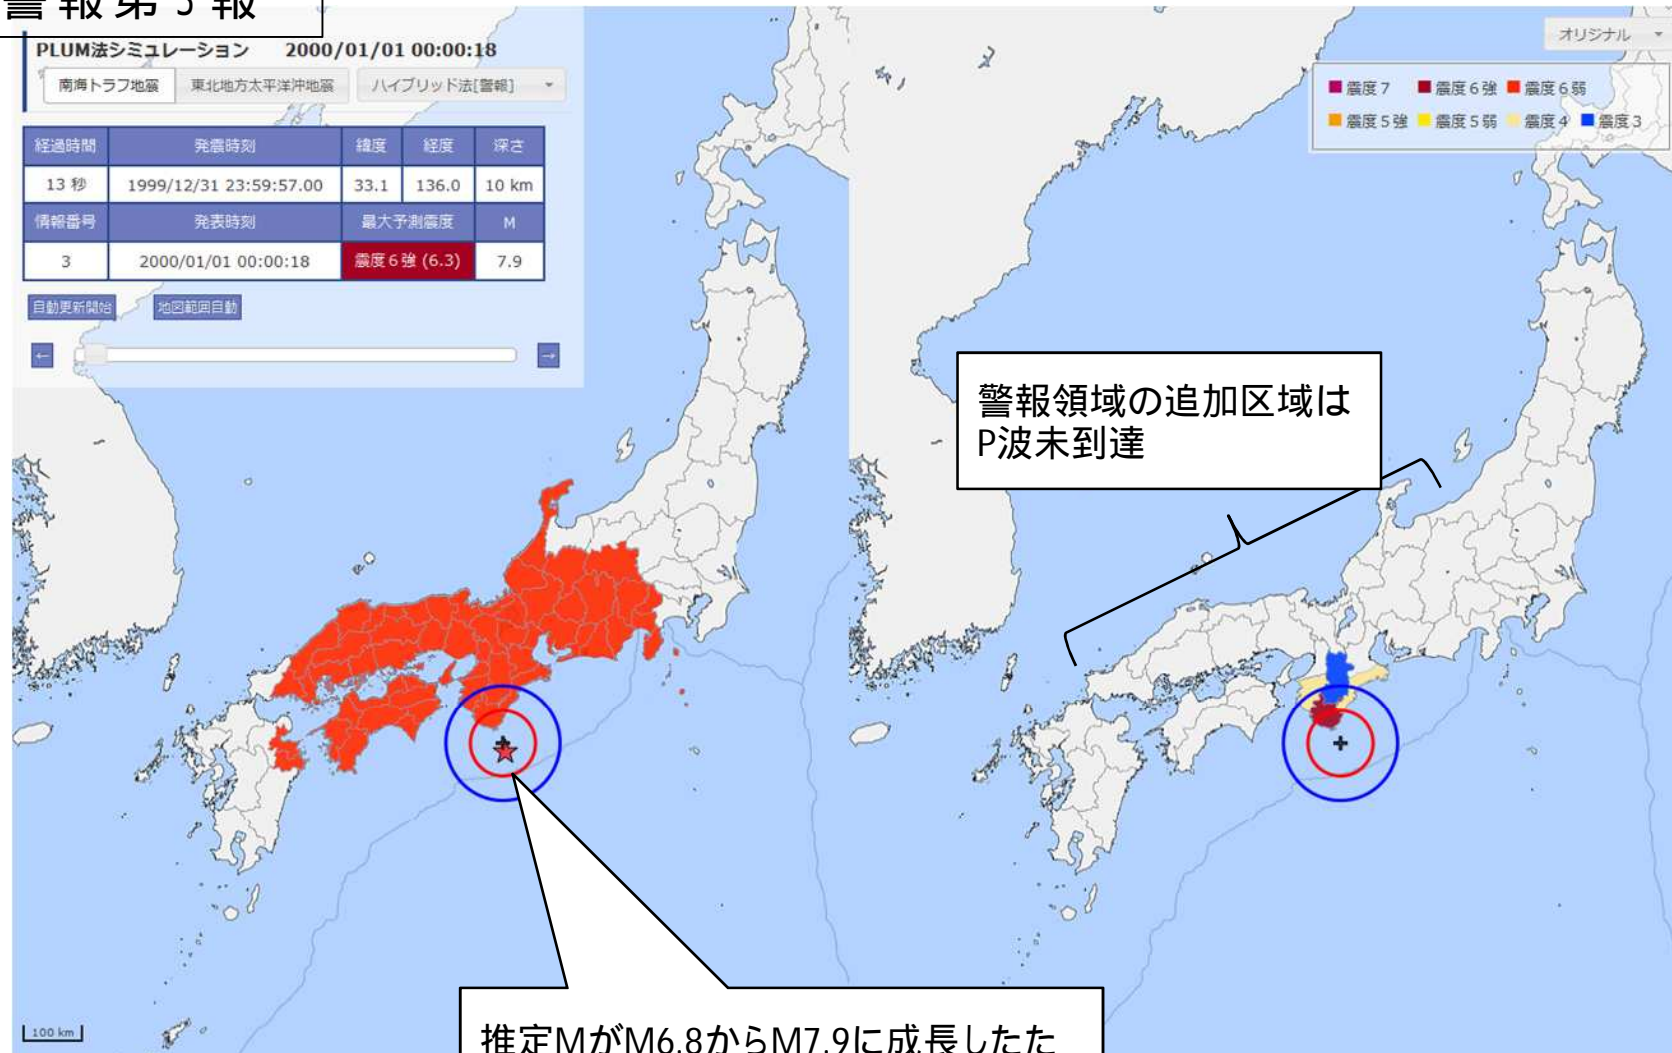 警報第3報
PLUM法シミュレーション 2000/01/01 00:00:18
南海トラフ地震 東北地方太平洋沖地震 ハイブリッド法[警報]
経過時間 発震時刻 緯度 経度 深さ
13 秒 1999/12/31 23:59:57.00 33.1 136.0 10 km
情報番号 発表時刻 最大予測震度 M
3 2000/01/01 00:00:18 震度6強 (6.3) 7.9
自動更新開始 地図範囲自動
← →
オリジナル
震度7 震度6強 震度6弱
震度5強 震度5弱 震度4 震度3
警報領域の追加区域は
P波未到達
100 km
推定MがM6.8からM7.9に成長したた